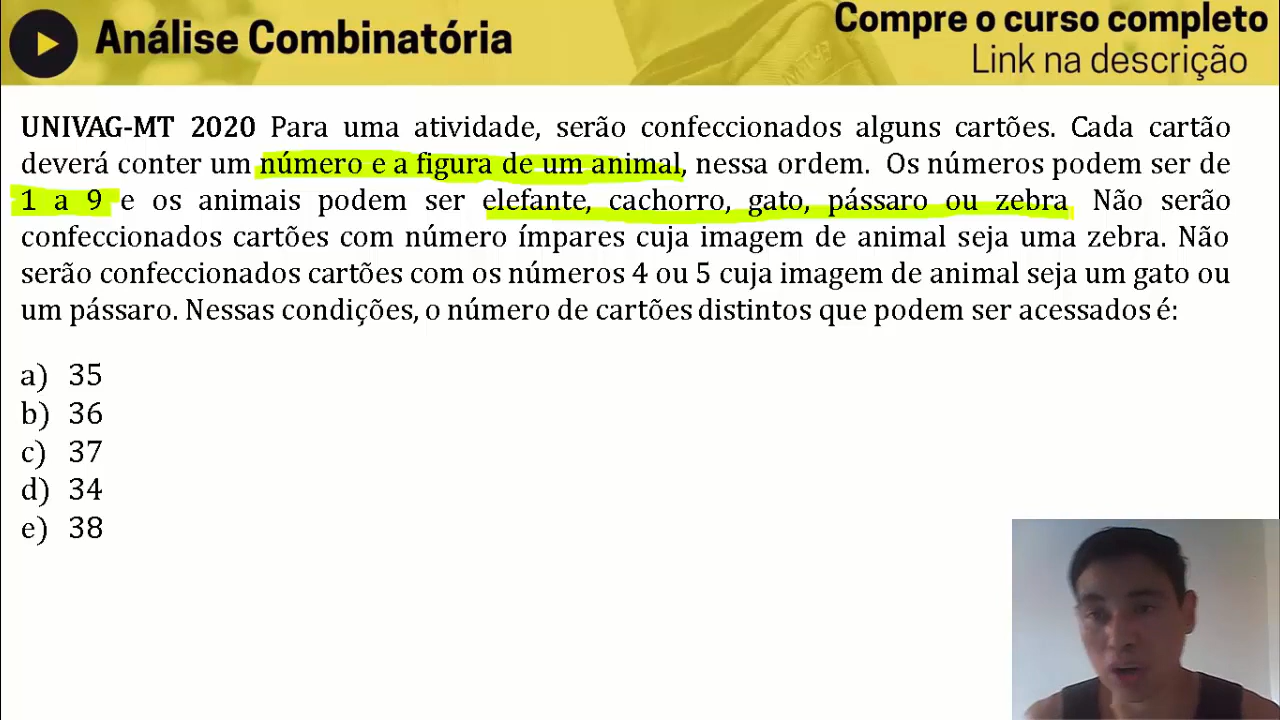 Análise Combinatória
Compre o curso completo
Link na descrição
UNIVAG-MT 2020 Para uma atividade, serão confeccionados alguns cartões. Cada cartão
deverá conter um número e a figura de um animal, nessa ordem. Os números podem ser de
1 a 9 e os animais podem ser elefante, cachorro, gato, pássaro ou zebra Não serão
confeccionados cartões com número ímpares cuja imagem de animal seja uma zebra. Não
serão confeccionados cartões com os números 4 ou 5 cuja imagem de animal seja um gato ou
um pássaro. Nessas condições, o número de cartões distintos que podem ser acessados é:
a) 35
b) 36
c) 37
d) 34
e) 38